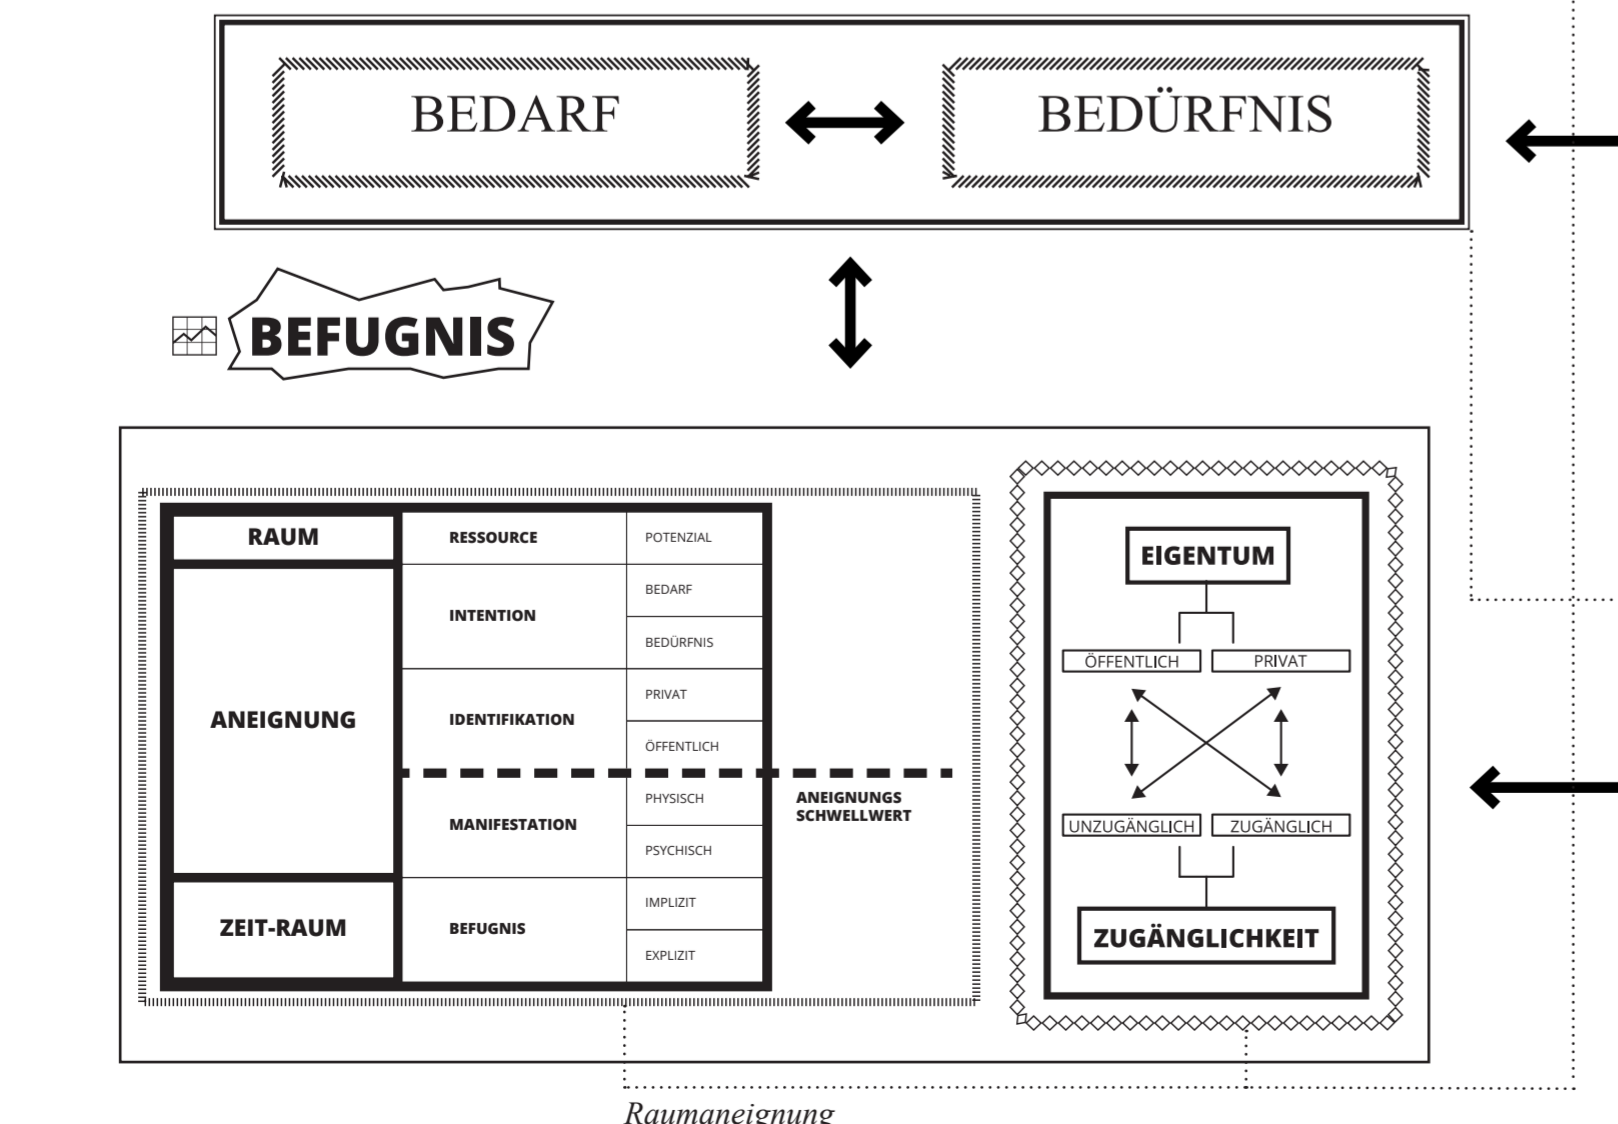 BEDARF
BEDÜRFNIS
BEFUGNIS
RAUM
RESSOURCE
POTENZIAL
ANEIGNUNG
INTENTION
BEDARF
BEDÜRFNIS
IDENTIFIKATION
PRIVAT
ÖFFENTLICH
MANIFESTATION
PHYSISCH
PSYCHISCH
ZEIT-RAUM
BEFUGNIS
IMPLIZIT
EXPLIZIT
ANEIGNUNGS
SCHWELLWERT
EIGENTUM
ÖFFENTLICH
PRIVAT
UNZUGÄNGLICH
ZUGÄNGLICH
ZUGÄNGLICHKEIT
Raumaneignung